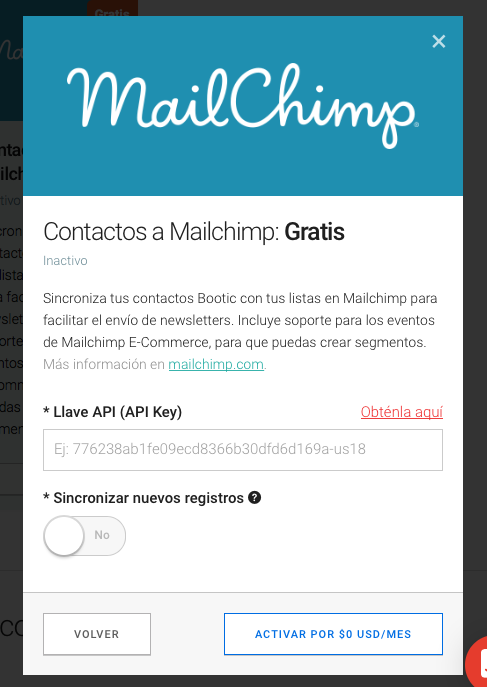 Gratis
MailChimp
Contactos a Mailchimp: Gratis
Inactivo
Sincroniza tus contactos Bootic con tus listas en Mailchimp para
facilitar el envío de newsletters. Incluye soporte para los eventos
de Mailchimp E-Commerce, para que puedas crear segmentos.
Más información en mailchimp.com.
* Llave API (API Key) Obténla aquí
Ej: 776238ab1fe09ecd8366b30dfd6d169a-us18
* Sincronizar nuevos registros ?
No
VOLVER ACTIVAR POR $0 USD/MES